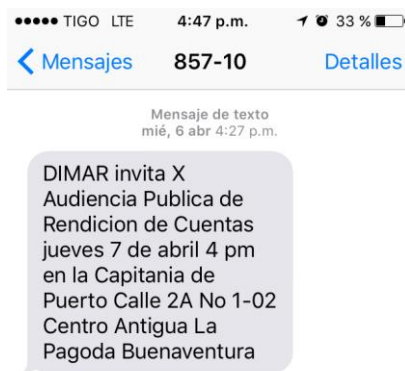 ●●●●● TIGO LTE 4:47 p.m. 33 %
Mensajes 857-10 Detalles
Mensaje de texto
mié, 6 abr 4:27 p.m.
DIMAR invita X
Audiencia Publica de
Rendicion de Cuentas
jueves 7 de abril 4 pm
en la Capitania de
Puerto Calle 2A No 1-02
Centro Antigua La
Pagoda Buenaventura